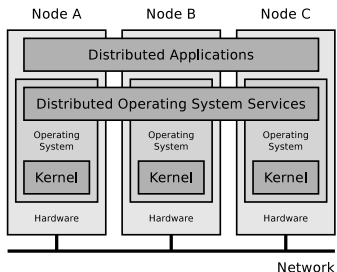 Node A Node B Node C
Distributed Applications
Distributed Operating System Services
Operating System Operating System Operating System
Kernel Kernel Kernel
Hardware Hardware Hardware
Network